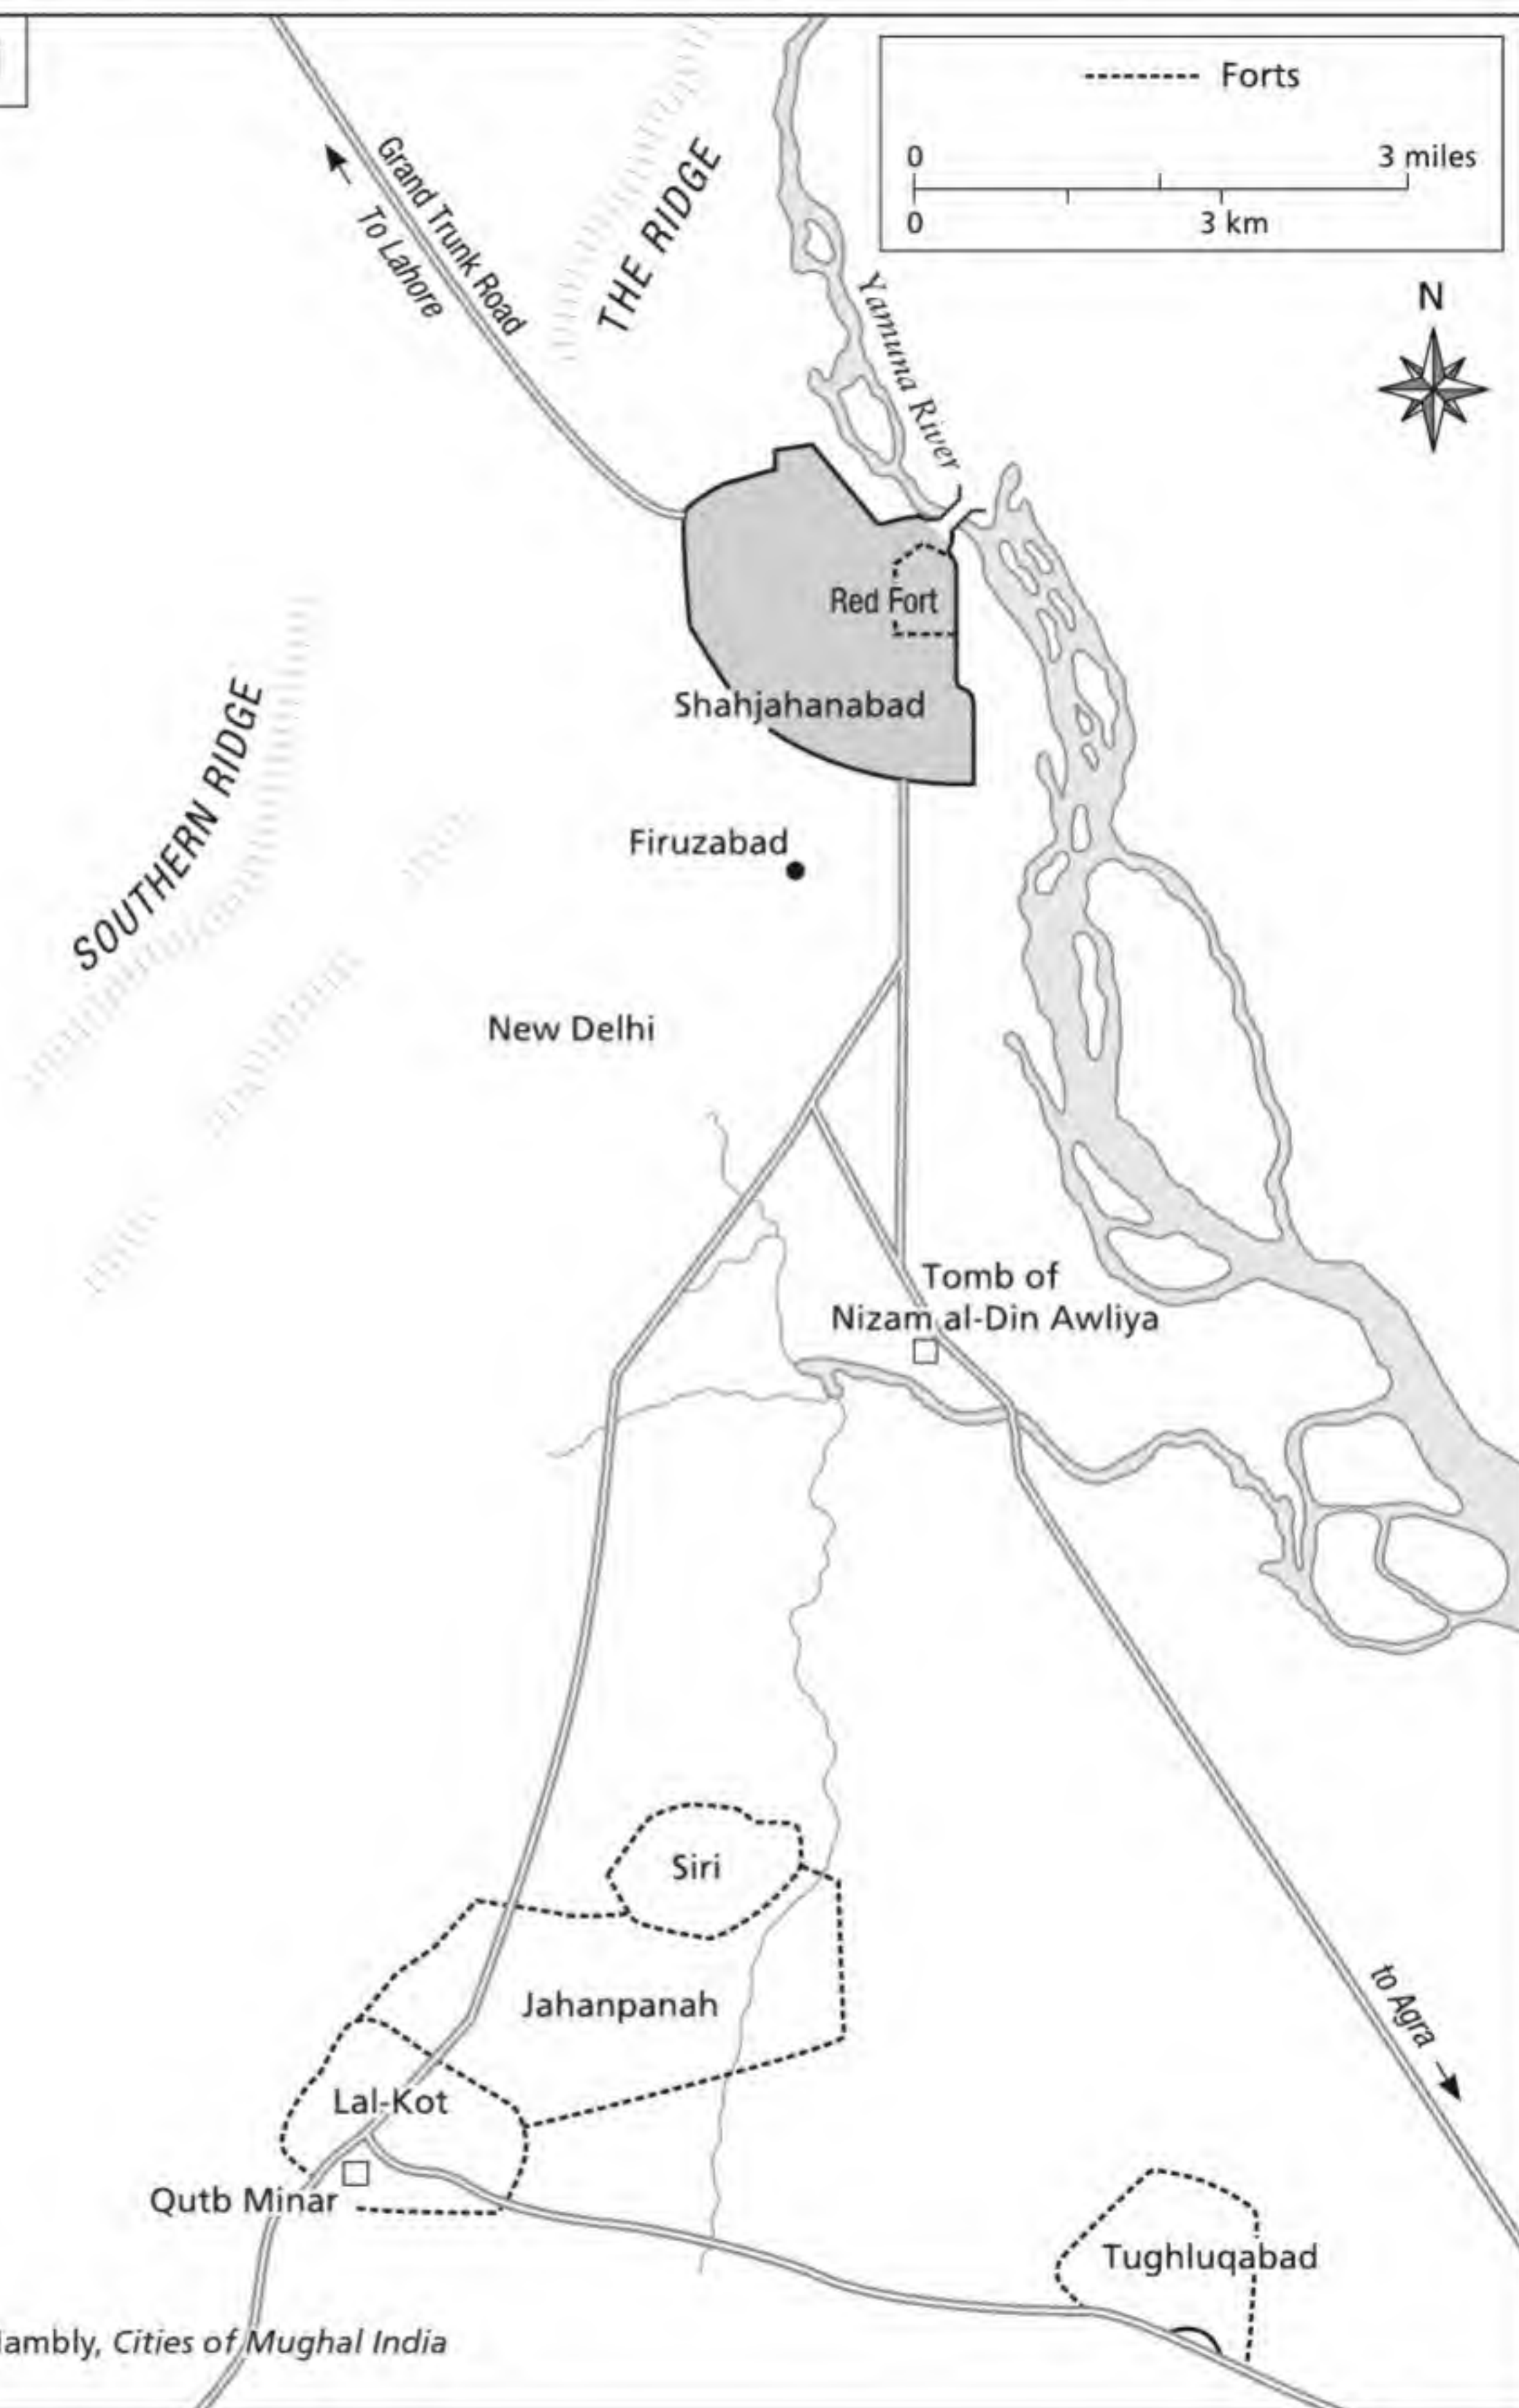 Forts
0 3 miles
0 3 km
N
Grand Trunk Road
To Lahore
THE RIDGE
Yamuna River
Red Fort
Shahjahanabad
SOUTHERN RIDGE
Firuzabad
New Delhi
Tomb of
Nizam al-Din Awliya
Siri
Jahanpanah
to Agra
Lal-Kot
Qutb Minar
Tughluqabad
Cities of Mughal India